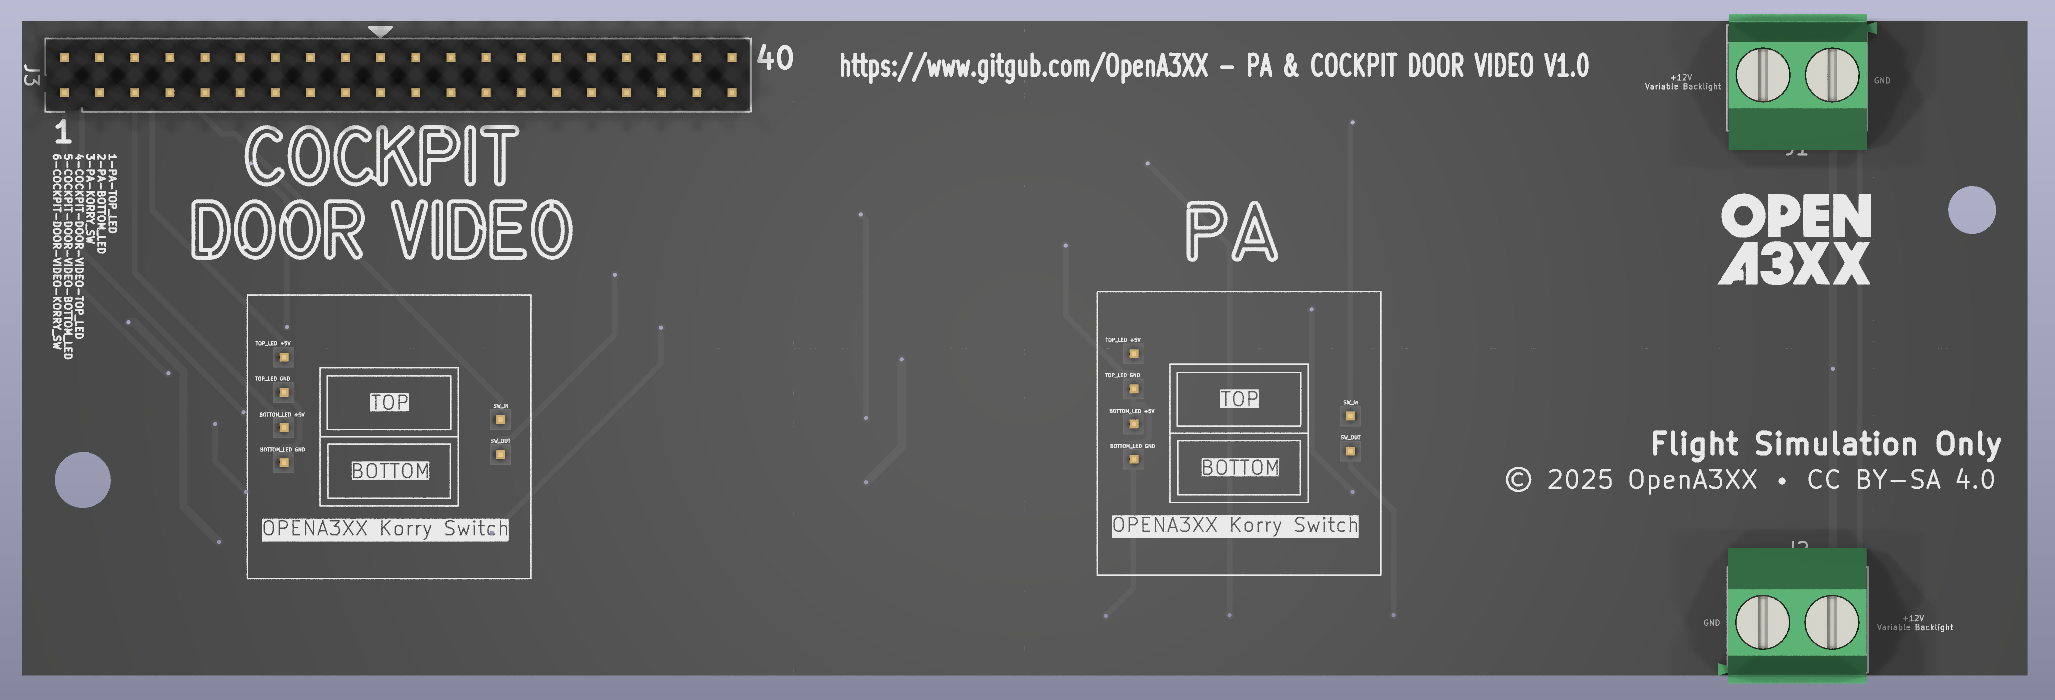 J3
40
https://www.gitgub.com/OpenA3XX – PA & COCKPIT DOOR VIDEO V1.0
+12V
Variable Backlight
GND
J1
1
1-PA-TOP_LED
2-PA-BOTTOM_LED
3-PA-KORRY_SW
4-COCKPIT-DOOR-VIDEO-TOP_LED
5-COCKPIT-DOOR-VIDEO-BOTTOM_LED
6-COCKPIT-DOOR-VIDEO-KORRY_SW
COCKPIT
DOOR VIDEO
PA
OPEN
A3XX
TOP_LED +5V
TOP_LED GND
BOTTOM_LED +5V
BOTTOM_LED GND
TOP
BOTTOM
SW_IN
SW_OUT
OPENA3XX Korry Switch
TOP_LED +5V
TOP_LED GND
BOTTOM_LED +5V
BOTTOM_LED GND
TOP
BOTTOM
SW_IN
SW_OUT
OPENA3XX Korry Switch
Flight Simulation Only
© 2025 OpenA3XX • CC BY–SA 4.0
J2
GND
+12V
Variable Backlight